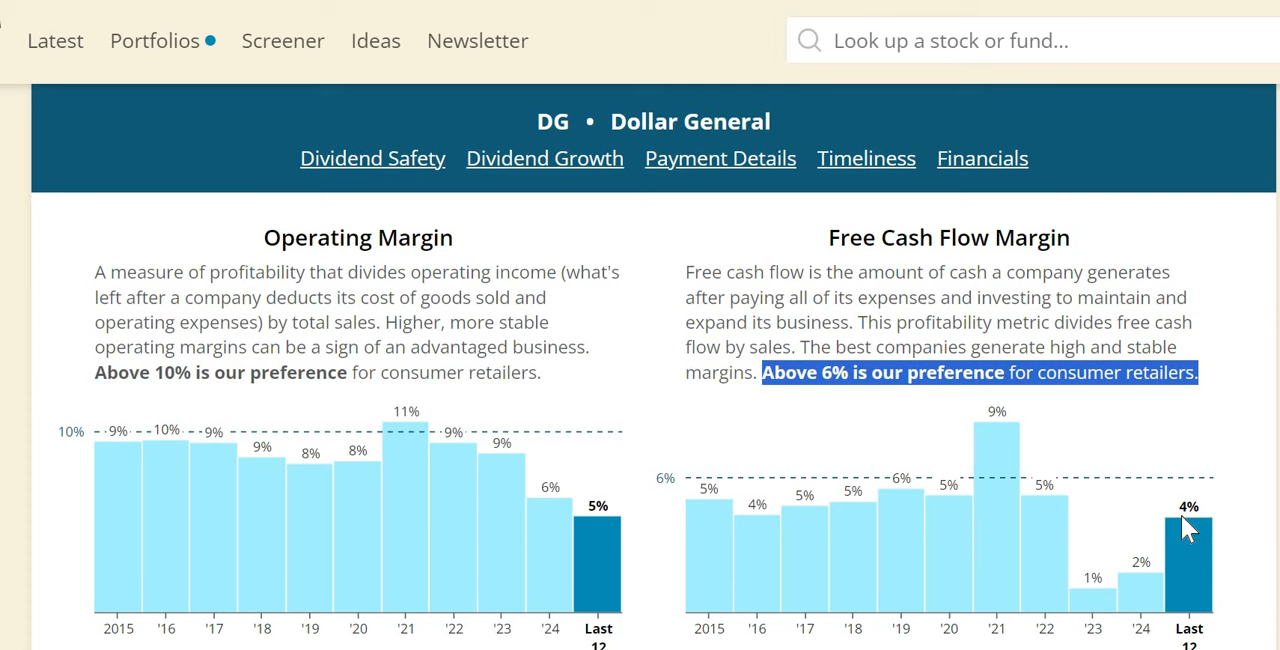 Latest Portfolios Screener Ideas Newsletter
Look up a stock or fund...
DG • Dollar General
Dividend Safety Dividend Growth Payment Details Timeliness Financials
Operating Margin
A measure of profitability that divides operating income (what's
left after a company deducts its cost of goods sold and
operating expenses) by total sales. Higher, more stable
operating margins can be a sign of an advantaged business.
Above 10% is our preference for consumer retailers.
10%
9% 10% 9% 9% 8% 8% 11% 9% 9% 6% 5%
2015 '16 '17 '18 '19 '20 '21 '22 '23 '24 Last
12
Free Cash Flow Margin
Free cash flow is the amount of cash a company generates
after paying all of its expenses and investing to maintain and
expand its business. This profitability metric divides free cash
flow by sales. The best companies generate high and stable
margins. Above 6% is our preference for consumer retailers.
6%
5% 4% 5% 5% 6% 5% 9% 5% 1% 2% 4%
2015 '16 '17 '18 '19 '20 '21 '22 '23 '24 Last
12